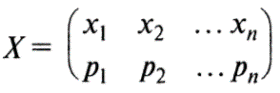 X = ( x₁ x₂ … xₙ
p₁ p₂ … pₙ )